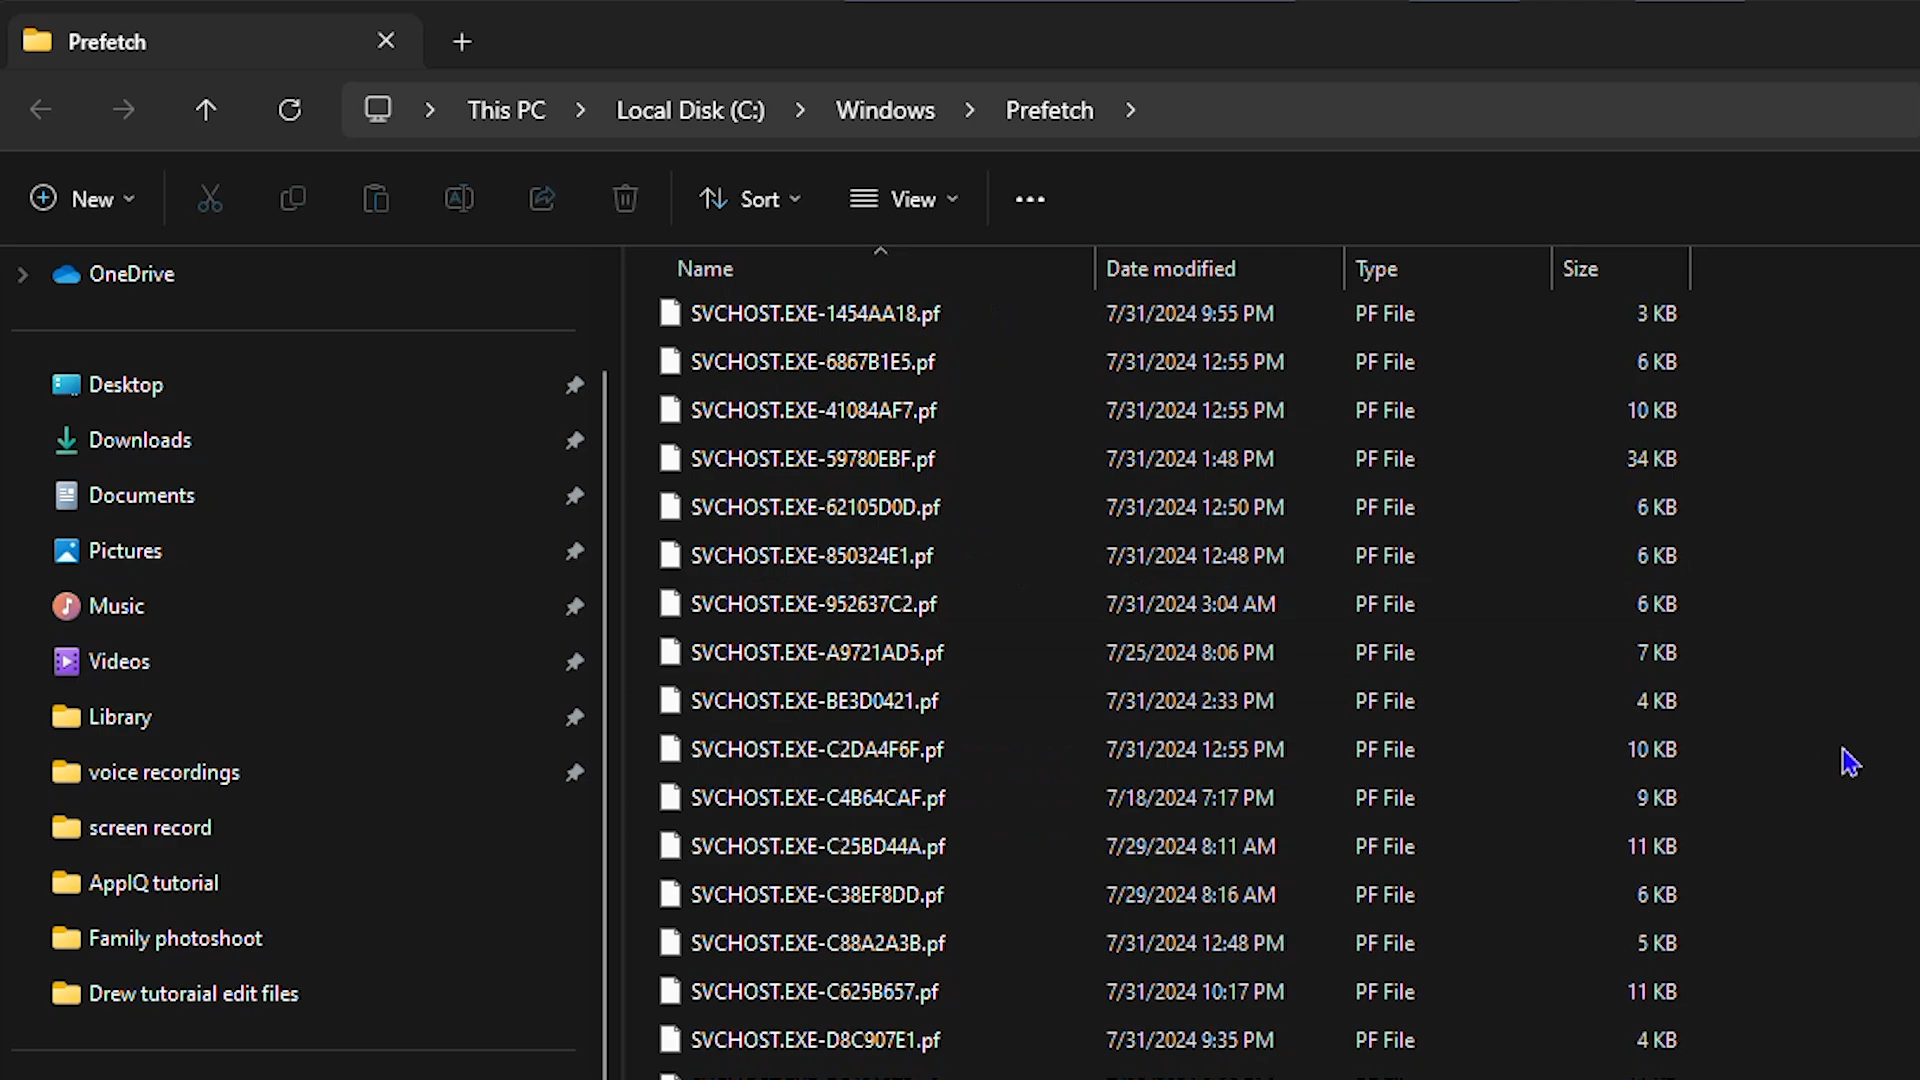 Prefetch
This PC Local Disk (C:) Windows Prefetch
New Sort View
OneDrive
Desktop
Downloads
Documents
Pictures
Music
Videos
Library
voice recordings
screen record
AppIQ tutorial
Family photoshoot
Drew tutoraial edit files
Name Date modified Type Size
SVCHOST.EXE-1454AA18.pf 7/31/2024 9:55 PM PF File 3 KB
SVCHOST.EXE-6867B1E5.pf 7/31/2024 12:55 PM PF File 6 KB
SVCHOST.EXE-41084AF7.pf 7/31/2024 12:55 PM PF File 10 KB
SVCHOST.EXE-59780EBF.pf 7/31/2024 1:48 PM PF File 34 KB
SVCHOST.EXE-62105D0D.pf 7/31/2024 12:50 PM PF File 6 KB
SVCHOST.EXE-850324E1.pf 7/31/2024 12:48 PM PF File 6 KB
SVCHOST.EXE-952637C2.pf 7/31/2024 3:04 AM PF File 6 KB
SVCHOST.EXE-A9721AD5.pf 7/25/2024 8:06 PM PF File 7 KB
SVCHOST.EXE-BE3D0421.pf 7/31/2024 2:33 PM PF File 4 KB
SVCHOST.EXE-C2DA4F6F.pf 7/31/2024 12:55 PM PF File 10 KB
SVCHOST.EXE-C4B64CAF.pf 7/18/2024 7:17 PM PF File 9 KB
SVCHOST.EXE-C25BD44A.pf 7/29/2024 8:11 AM PF File 11 KB
SVCHOST.EXE-C38EF8DD.pf 7/29/2024 8:16 AM PF File 6 KB
SVCHOST.EXE-C88A2A3B.pf 7/31/2024 12:48 PM PF File 5 KB
SVCHOST.EXE-C625B657.pf 7/31/2024 10:17 PM PF File 11 KB
SVCHOST.EXE-D8C907E1.pf 7/31/2024 9:35 PM PF File 4 KB